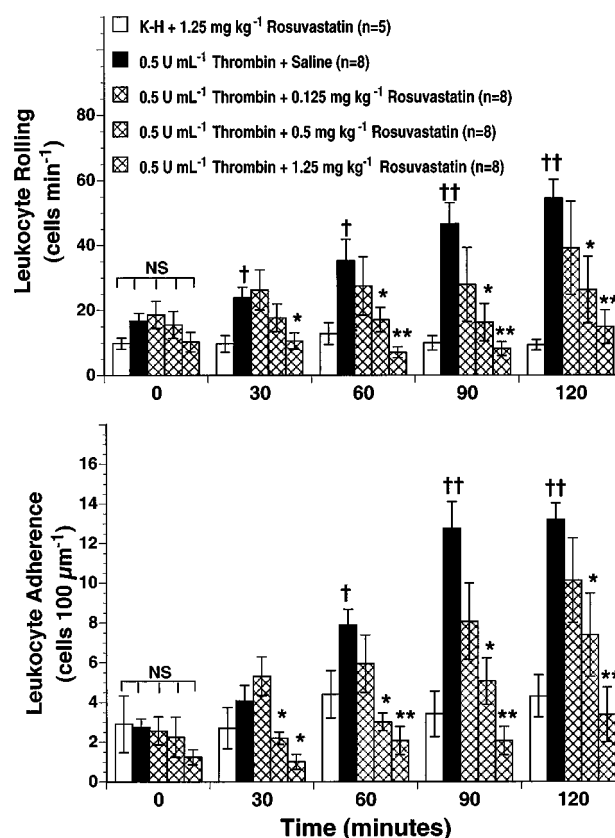 K-H + 1.25 mg kg⁻¹ Rosuvastatin (n=5)
0.5 U mL⁻¹ Thrombin + Saline (n=8)
0.5 U mL⁻¹ Thrombin + 0.125 mg kg⁻¹ Rosuvastatin (n=8)
0.5 U mL⁻¹ Thrombin + 0.5 mg kg⁻¹ Rosuvastatin (n=8)
0.5 U mL⁻¹ Thrombin + 1.25 mg kg⁻¹ Rosuvastatin (n=8)
Leukocyte Rolling
(cells min⁻¹)
80
60
40
20
0
NS
†
*
†
*
**
††
*
**
††
*
**
0 30 60 90 120
Leukocyte Adherence
(cells 100 µm⁻¹)
16
14
12
10
8
6
4
2
0
NS
*
*
†
*
**
††
*
**
††
*
**
0 30 60 90 120
Time (minutes)